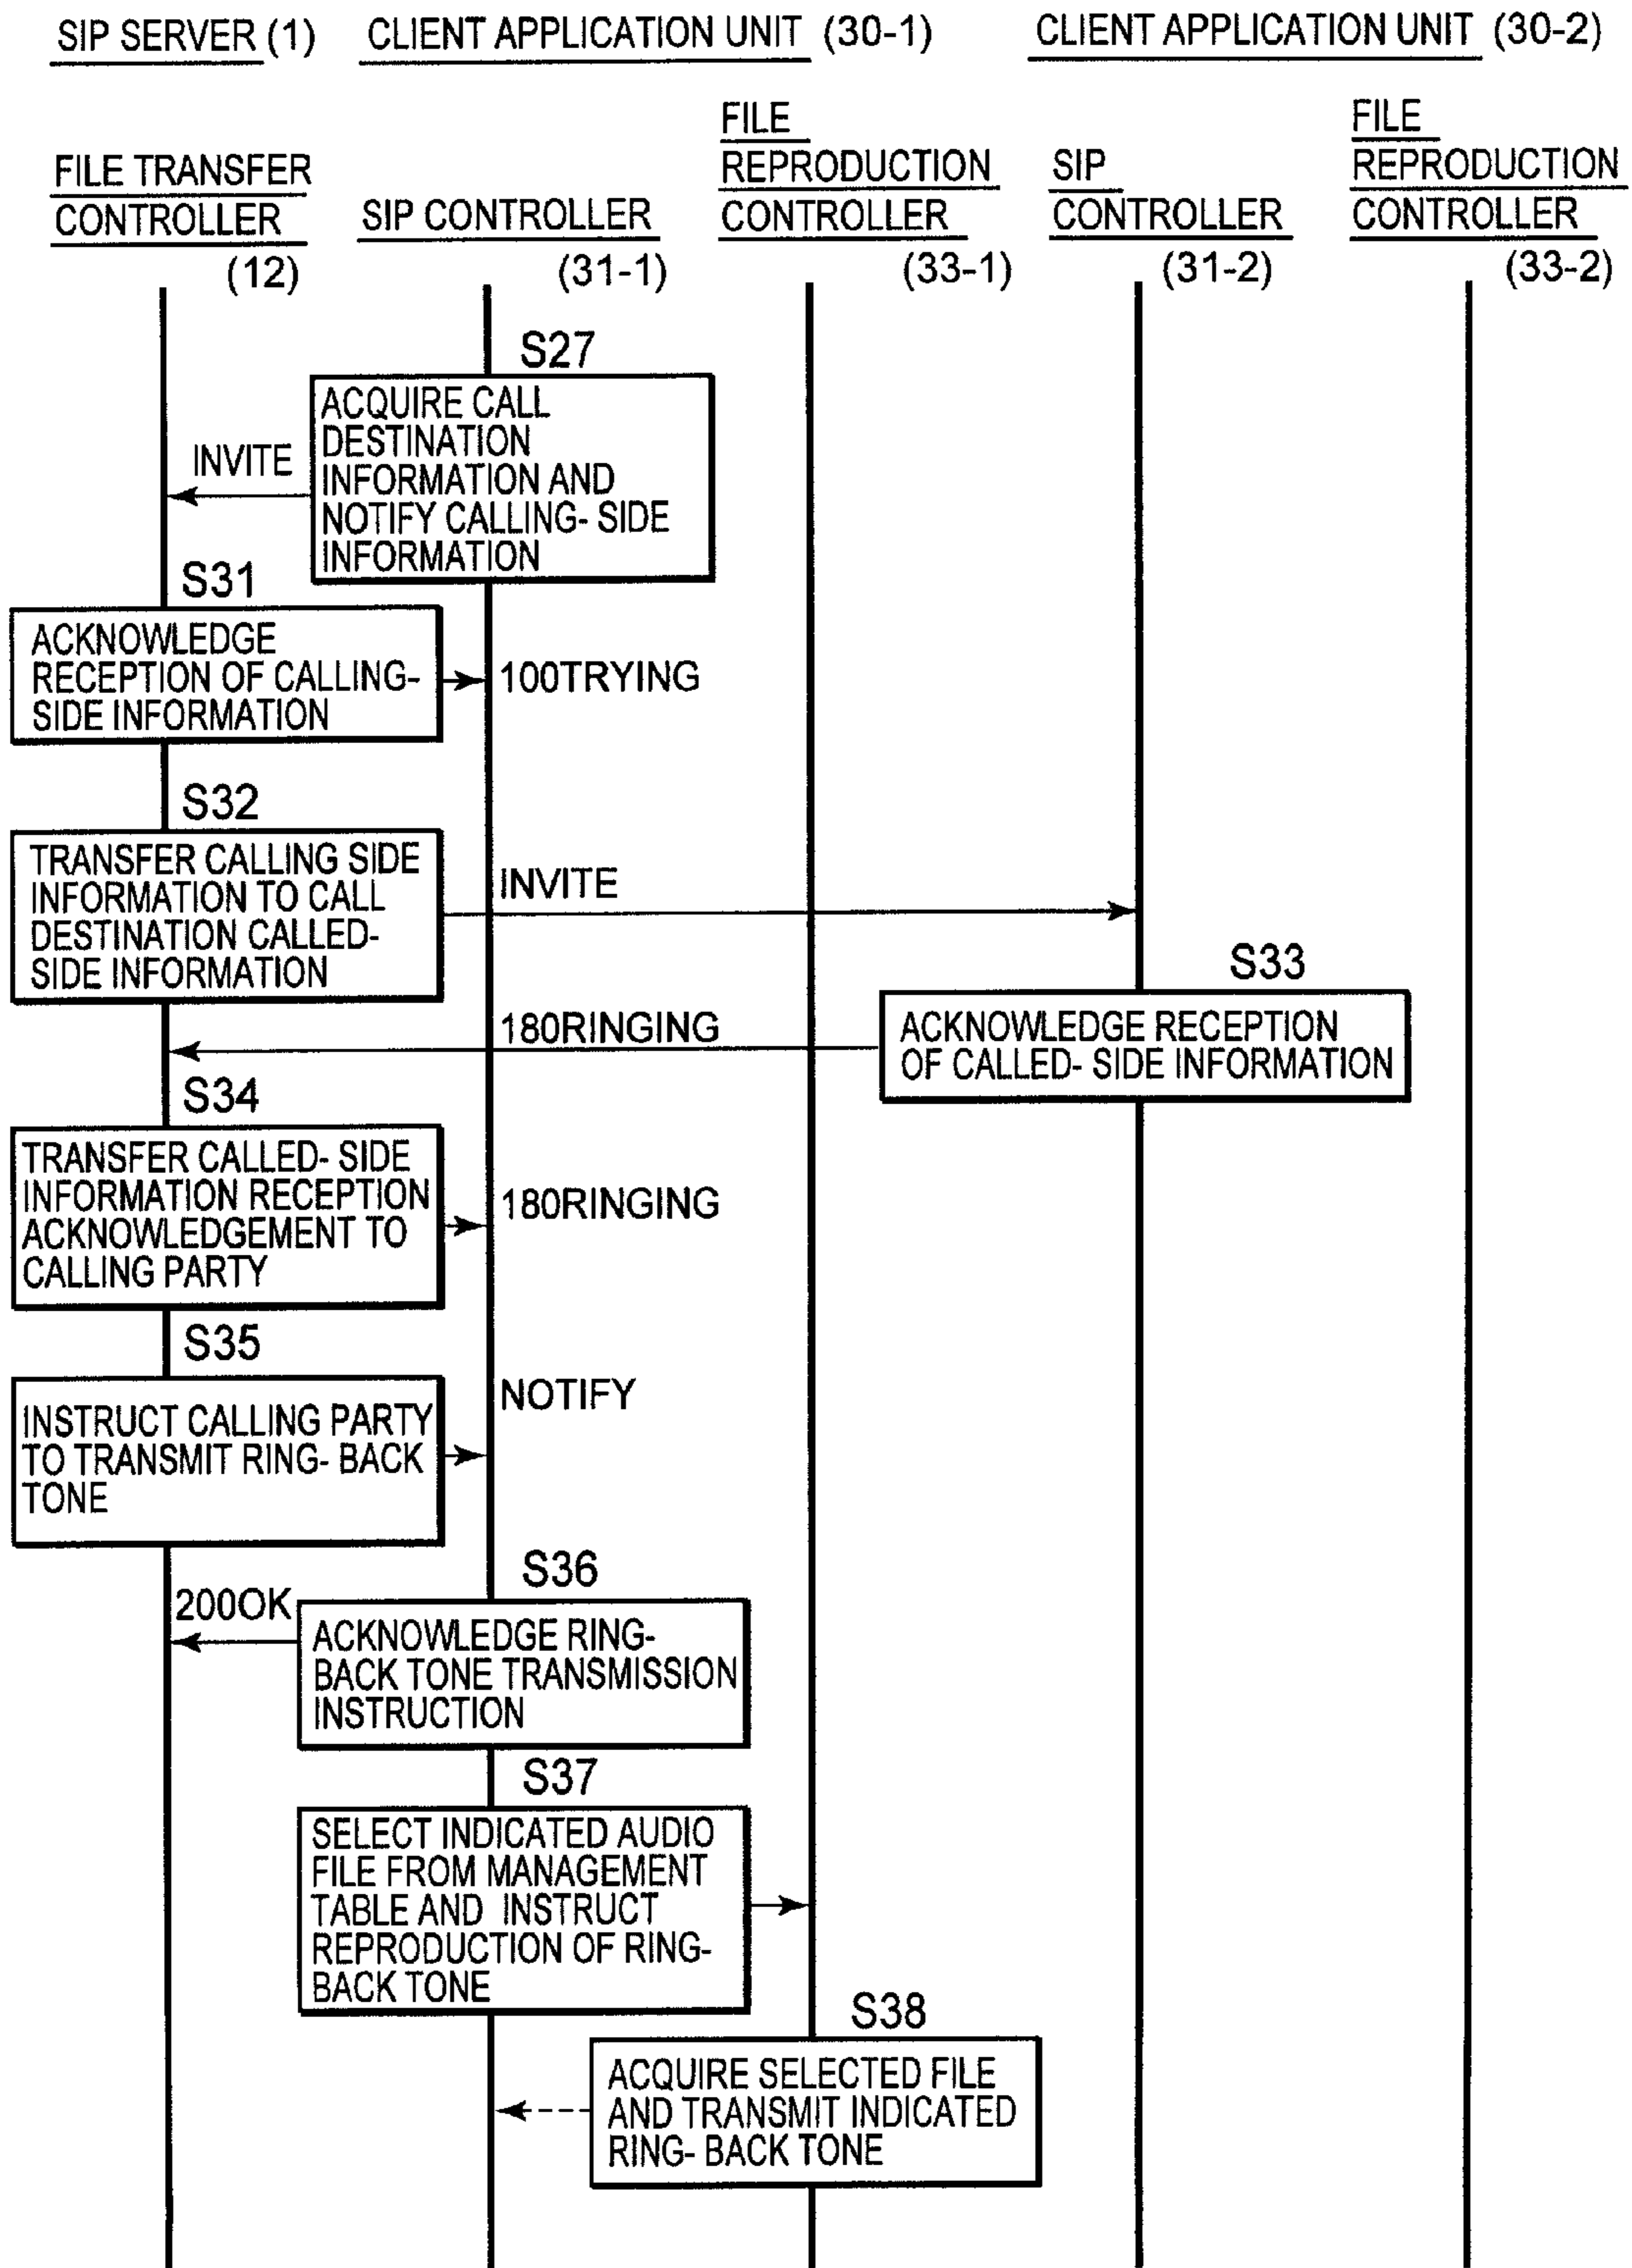 SIP SERVER (1)
CLIENT APPLICATION UNIT (30-1)
CLIENT APPLICATION UNIT (30-2)
FILE TRANSFER
CONTROLLER
(12)
SIP CONTROLLER
(31-1)
FILE
REPRODUCTION
CONTROLLER
(33-1)
SIP
CONTROLLER
(31-2)
FILE
REPRODUCTION
CONTROLLER
(33-2)
S27
ACQUIRE CALL
DESTINATION
INFORMATION AND
NOTIFY CALLING- SIDE
INFORMATION
INVITE
S31
ACKNOWLEDGE
RECEPTION OF CALLING-
SIDE INFORMATION
100TRYING
S32
TRANSFER CALLING SIDE
INFORMATION TO CALL
DESTINATION CALLED-
SIDE INFORMATION
INVITE
S33
ACKNOWLEDGE RECEPTION
OF CALLED- SIDE INFORMATION
180RINGING
S34
TRANSFER CALLED- SIDE
INFORMATION RECEPTION
ACKNOWLEDGEMENT TO
CALLING PARTY
180RINGING
S35
INSTRUCT CALLING PARTY
TO TRANSMIT RING- BACK
TONE
NOTIFY
S36
200OK
ACKNOWLEDGE RING-
BACK TONE TRANSMISSION
INSTRUCTION
S37
SELECT INDICATED AUDIO
FILE FROM MANAGEMENT
TABLE AND INSTRUCT
REPRODUCTION OF RING-
BACK TONE
S38
ACQUIRE SELECTED FILE
AND TRANSMIT INDICATED
RING- BACK TONE